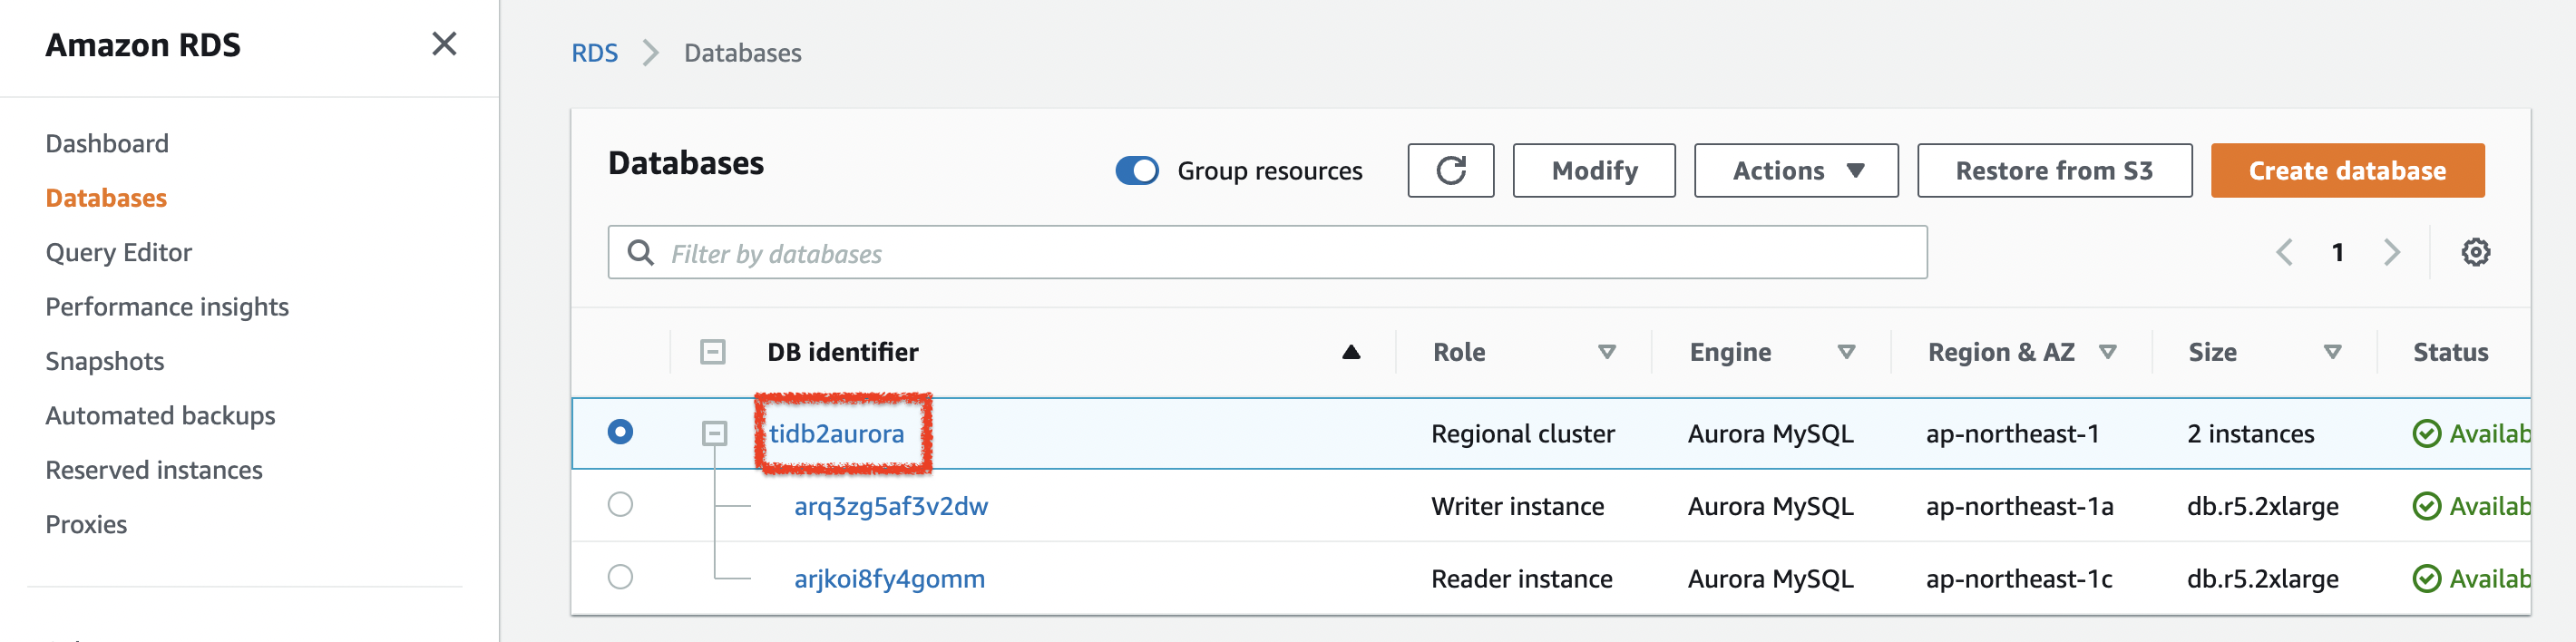 Amazon RDS
Dashboard
Databases
Query Editor
Performance insights
Snapshots
Automated backups
Reserved instances
Proxies
RDS Databases
Databases Group resources Modify Actions Restore from S3 Create database
Filter by databases 1
DB identifier Role Engine Region & AZ Size Status
tidb2aurora Regional cluster Aurora MySQL ap-northeast-1 2 instances Availab
arq3zg5af3v2dw Writer instance Aurora MySQL ap-northeast-1a db.r5.2xlarge Availab
arjkoi8fy4gomm Reader instance Aurora MySQL ap-northeast-1c db.r5.2xlarge Availab